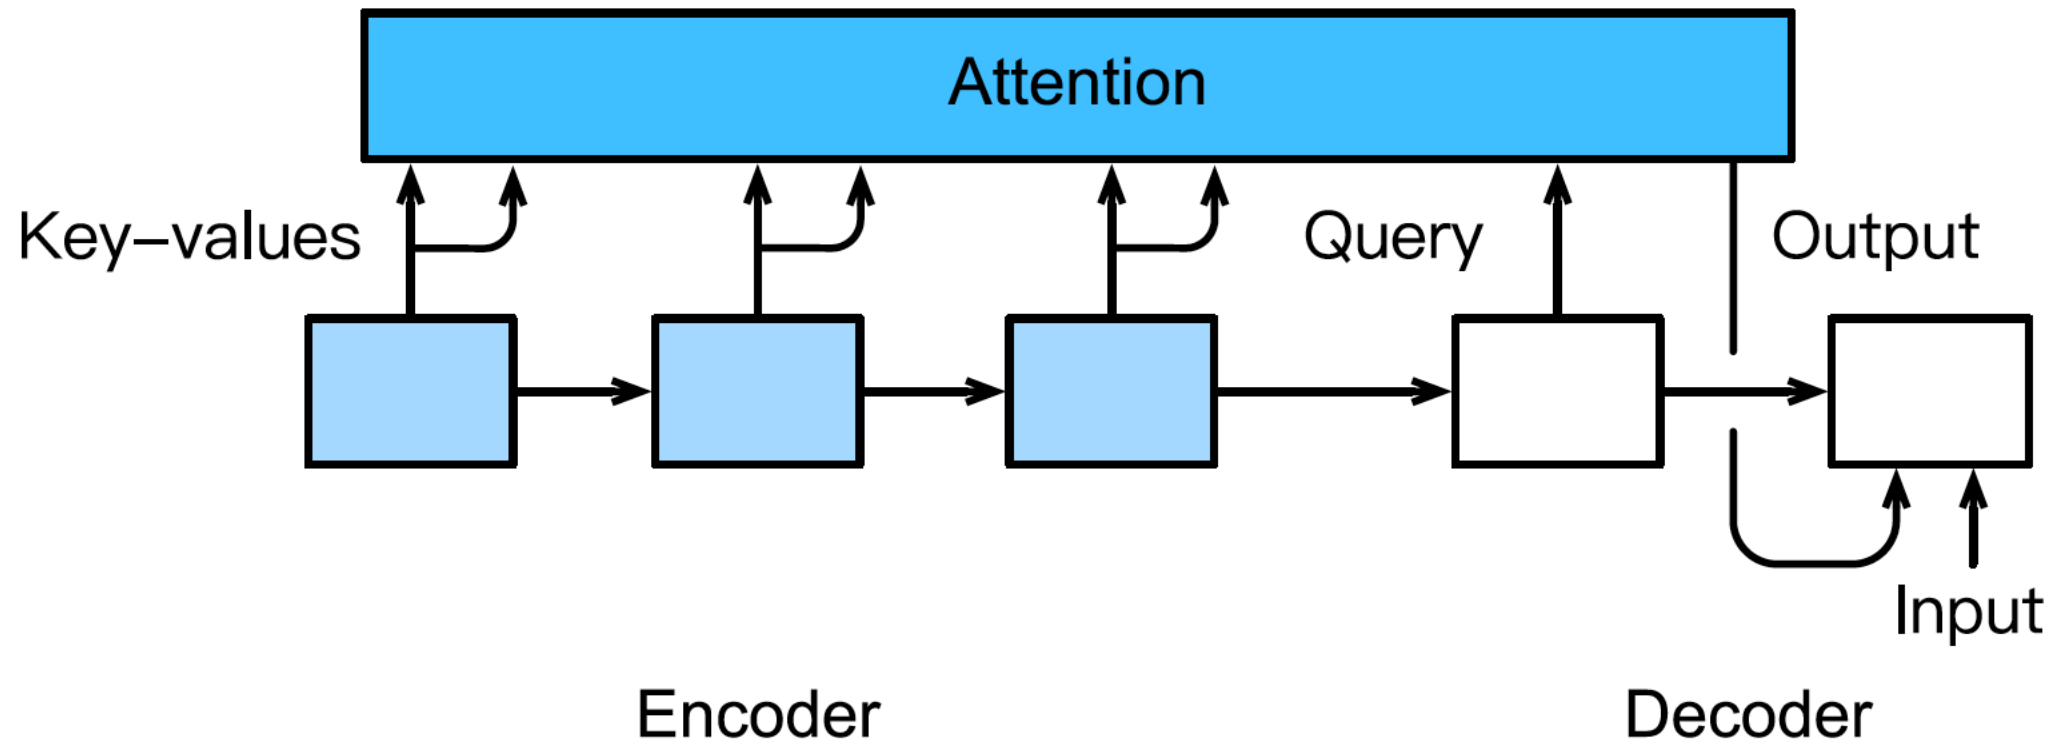 Attention
Key–values
Query
Output
Input
Encoder
Decoder